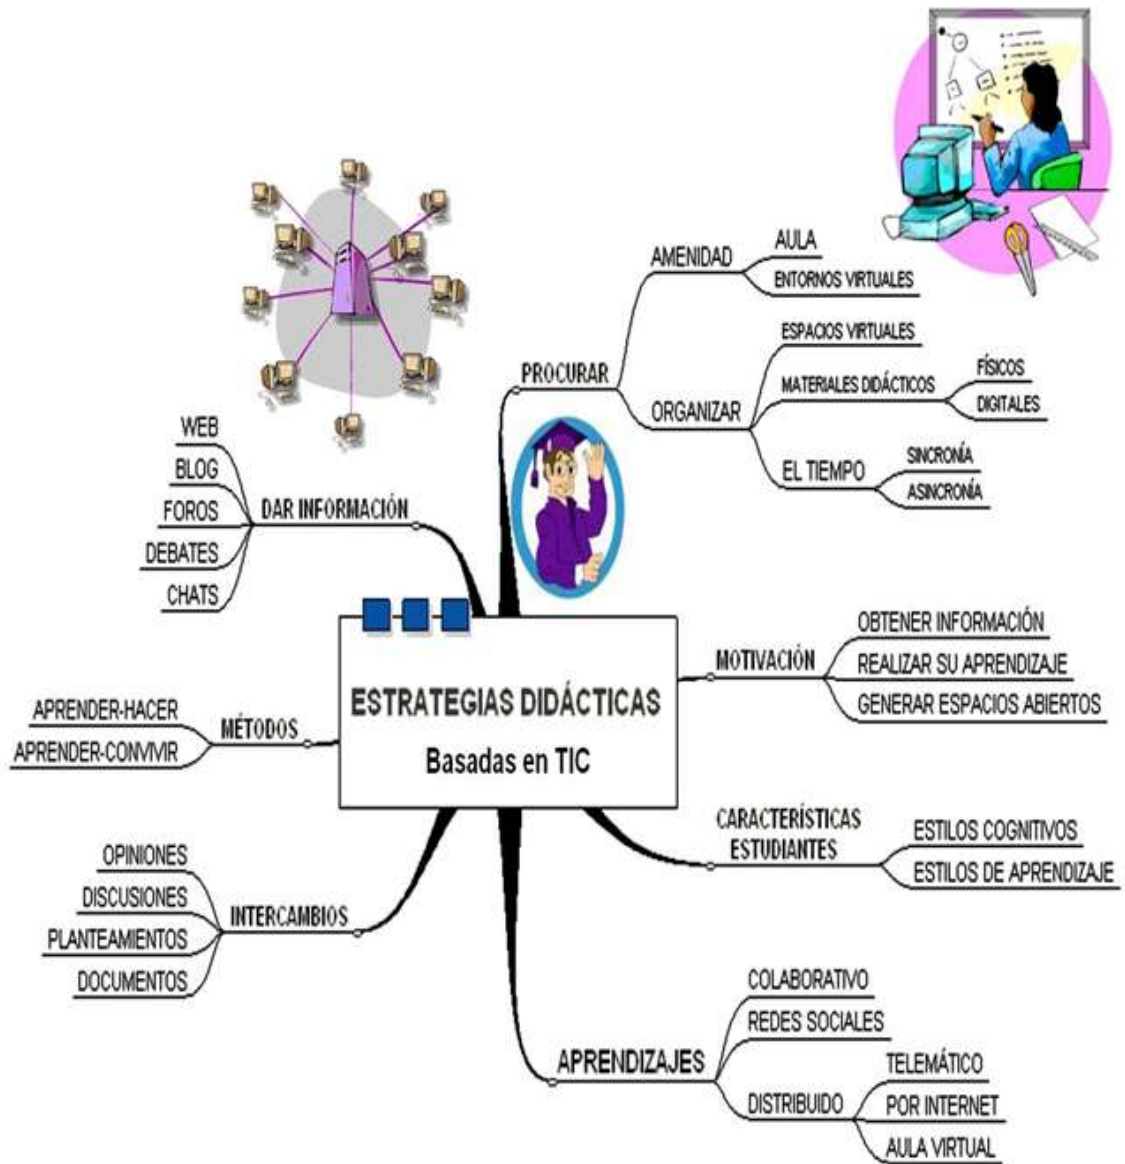 AMENIDAD
AULA
ENTORNOS VIRTUALES
PROCURAR
ORGANIZAR
ESPACIOS VIRTUALES
MATERIALES DIDÁCTICOS
FÍSICOS
DIGITALES
EL TIEMPO
SINCRONÍA
ASINCRONÍA
WEB
BLOG
FOROS
DEBATES
CHATS
DAR INFORMACIÓN
ESTRATEGIAS DIDÁCTICAS
Basadas en TIC
MOTIVACIÓN
OBTENER INFORMACIÓN
REALIZAR SU APRENDIZAJE
GENERAR ESPACIOS ABIERTOS
APRENDER-HACER
APRENDER-CONVIVIR
MÉTODOS
CARACTERÍSTICAS
ESTUDIANTES
ESTILOS COGNITIVOS
ESTILOS DE APRENDIZAJE
OPINIONES
DISCUSIONES
PLANTEAMIENTOS
DOCUMENTOS
INTERCAMBIOS
APRENDIZAJES
COLABORATIVO
REDES SOCIALES
DISTRIBUIDO
TELEMÁTICO
POR INTERNET
AULA VIRTUAL